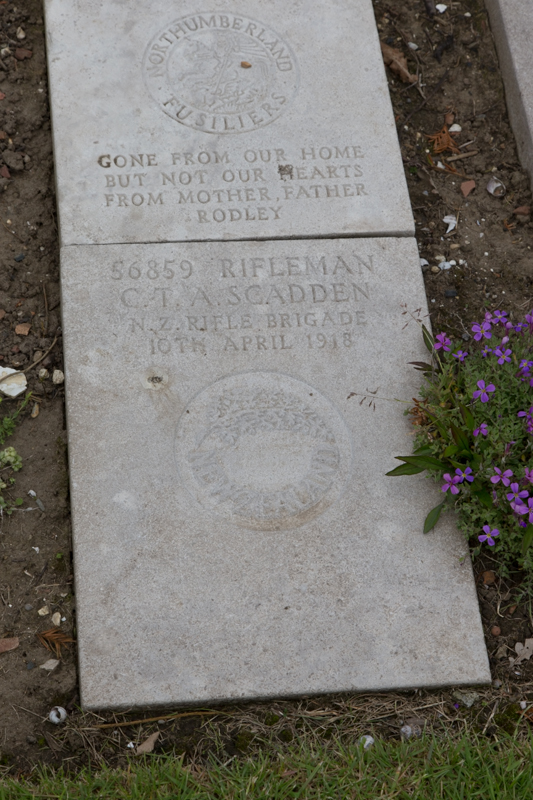 NORTHUMBERLAND
FUSILIERS
GONE FROM OUR HOME
BUT NOT OUR HEARTS
FROM MOTHER, FATHER
RODLEY
56859 RIFLEMAN
C.T.A. SCADDEN
N.Z. RIFLE BRIGADE
10TH APRIL 1918
NEW ZEALAND